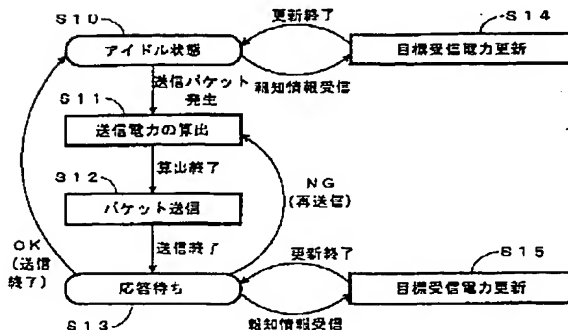 S10
アイドル状態
更新終了
S14
目標受信電力更新
報知情報受信
送信パケット
発生
S11
送信電力の算出
算出終了
S12
パケット送信
NG
(再送信)
送信終了
OK
(送信
終了)
S13
応答待ち
更新終了
S15
目標受信電力更新
報知情報受信